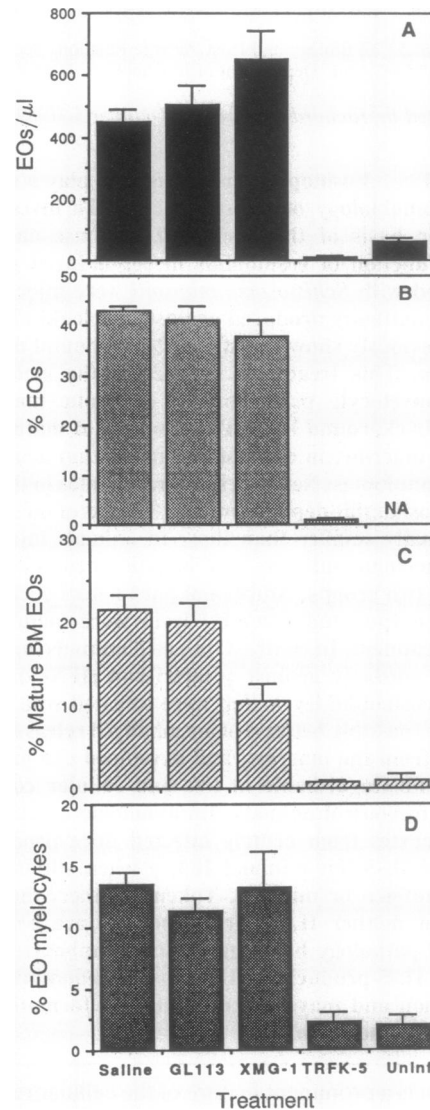 A
800
600
400
200
0
EOs/µl
B
50
40
30
20
10
0
% EOs
NA
C
30
20
10
0
% Mature BM EOs
D
20
15
10
5
0
% EO myelocytes
Saline GL113 XMG-1 TRFK-5 Uninf
Treatment